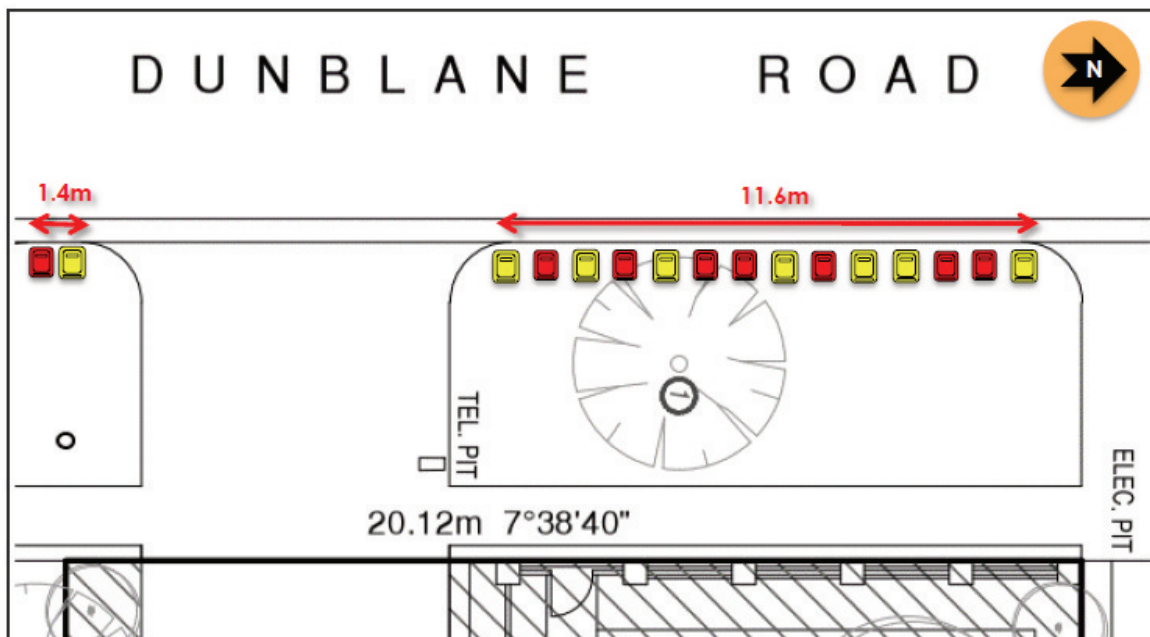 DUNBLANE ROAD
N
1.4m
11.6m
1
TEL. PIT
ELEC. PIT
20.12m 7°38'40"